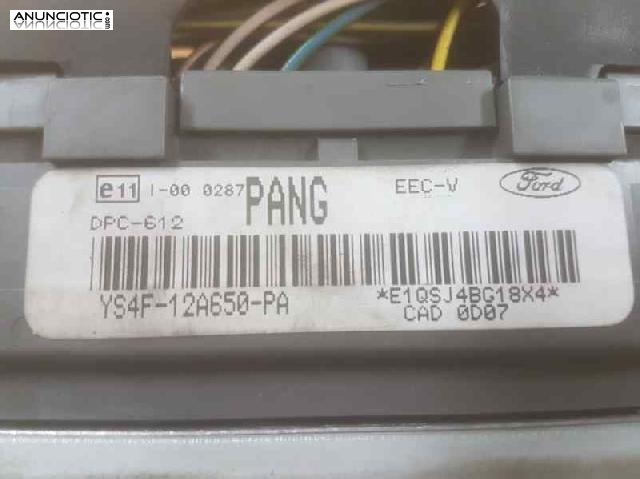 ANUNCIOTIC.com
e11 I-00 0287 PANG EEC-V Ford
DPC-612
YS4F-12A650-PA *E1QSJ4BG18X4*
CAD 0D07